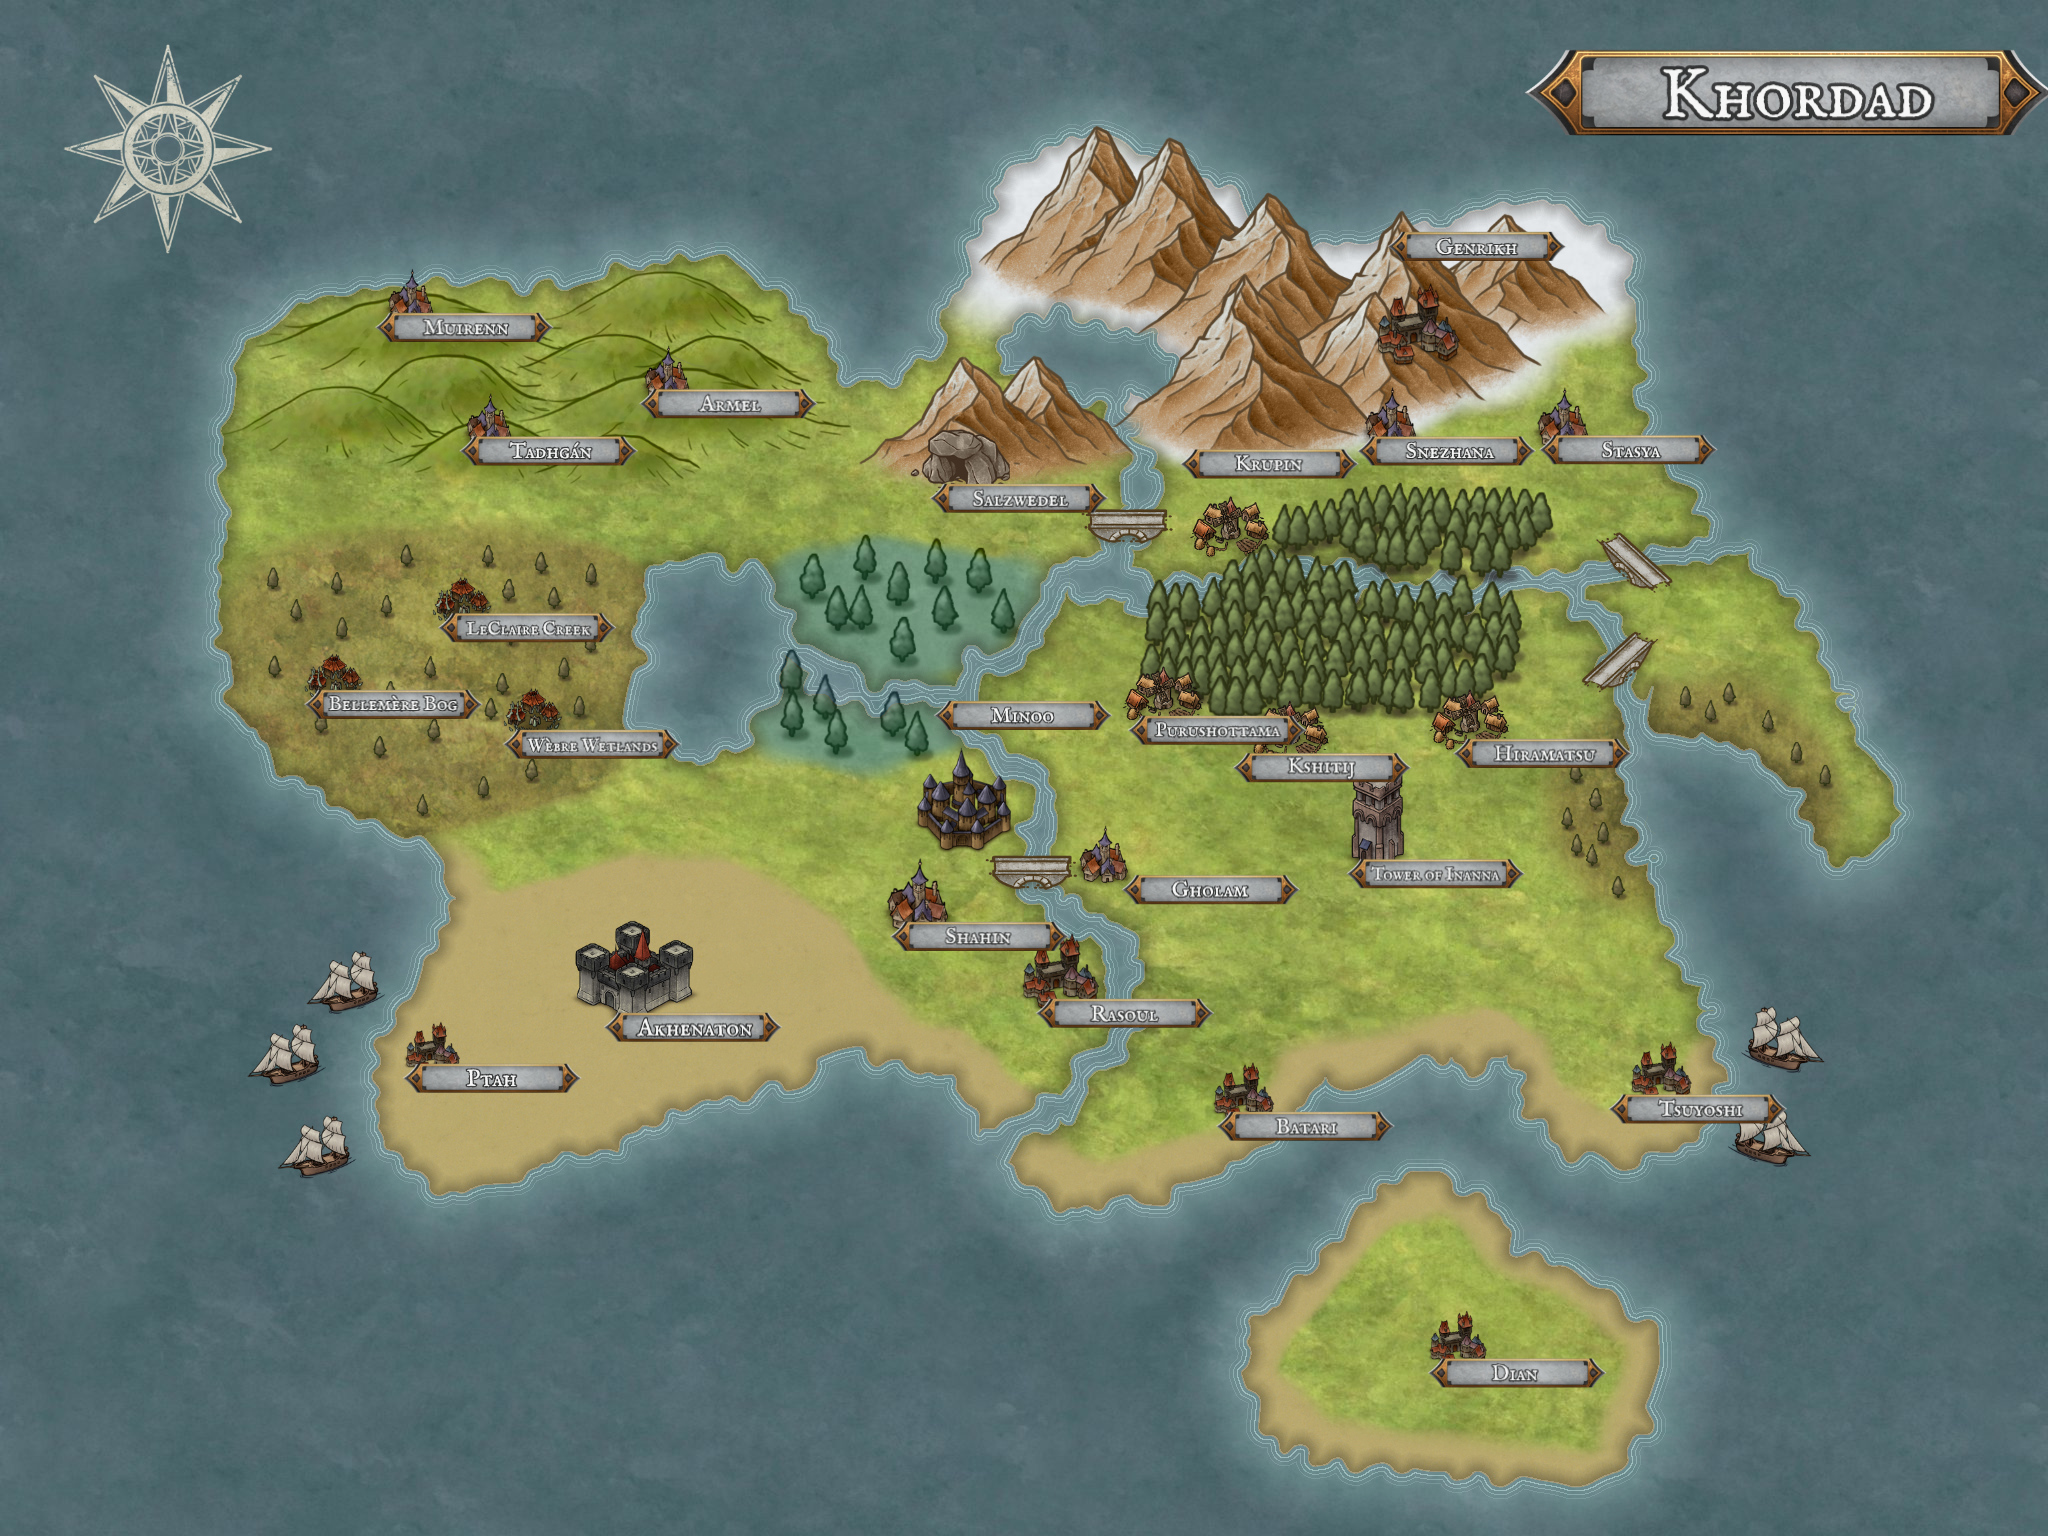 Khordad
Genrikh
Muirenn
Armel
Tadhgán
Krupin
Snezhana
Stasya
Salzwedel
LeClaire Creek
Bellemère Bog
Wèbre Wetlands
Minoo
Purushottama
Kshitij
Hiramatsu
Tower of Inanna
Gholam
Shahin
Rasoul
Akhenaton
Ptah
Batari
Tsuyoshi
Dian